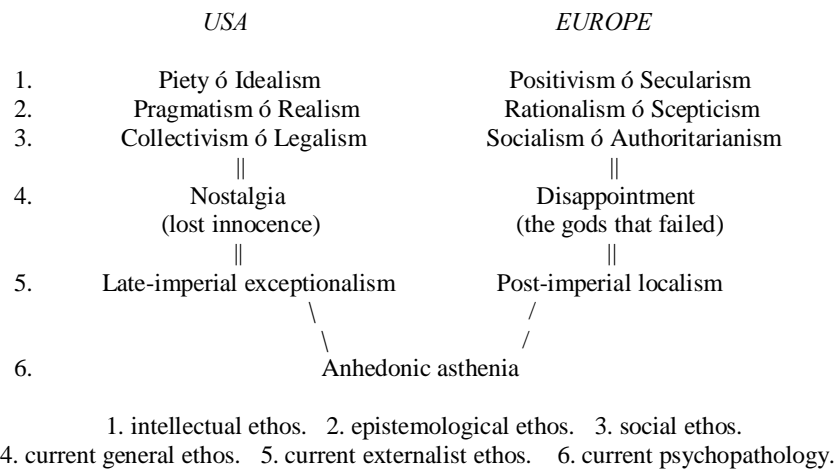 USA EUROPE
1. Piety ó Idealism Positivism ó Secularism
2. Pragmatism ó Realism Rationalism ó Scepticism
3. Collectivism ó Legalism Socialism ó Authoritarianism
|| ||
4. Nostalgia Disappointment
(lost innocence) (the gods that failed)
|| ||
5. Late-imperial exceptionalism Post-imperial localism
\ /
\ /
6. Anhedonic asthenia
1. intellectual ethos. 2. epistemological ethos. 3. social ethos.
4. current general ethos. 5. current externalist ethos. 6. current psychopathology.